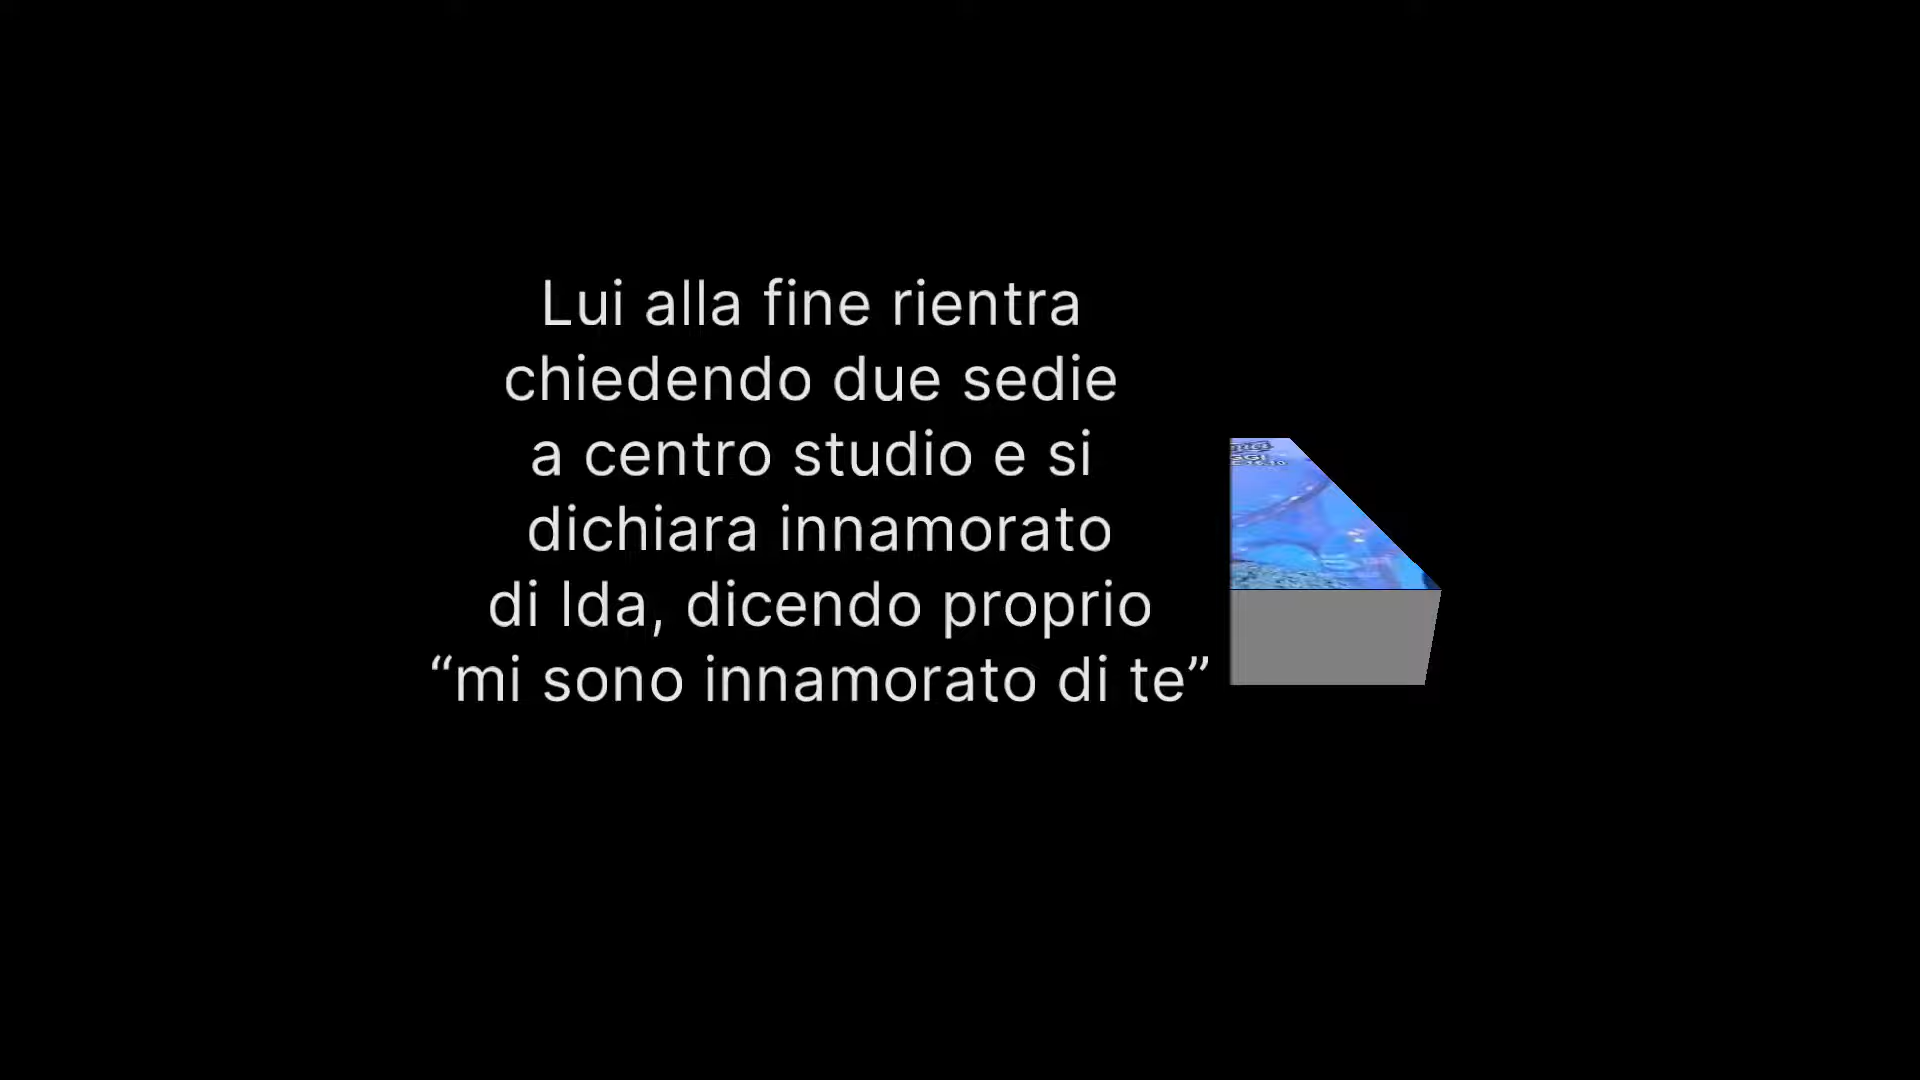 Lui alla fine rientra
chiedendo due sedie
a centro studio e si
dichiara innamorato
di Ida, dicendo proprio
“mi sono innamorato di te”